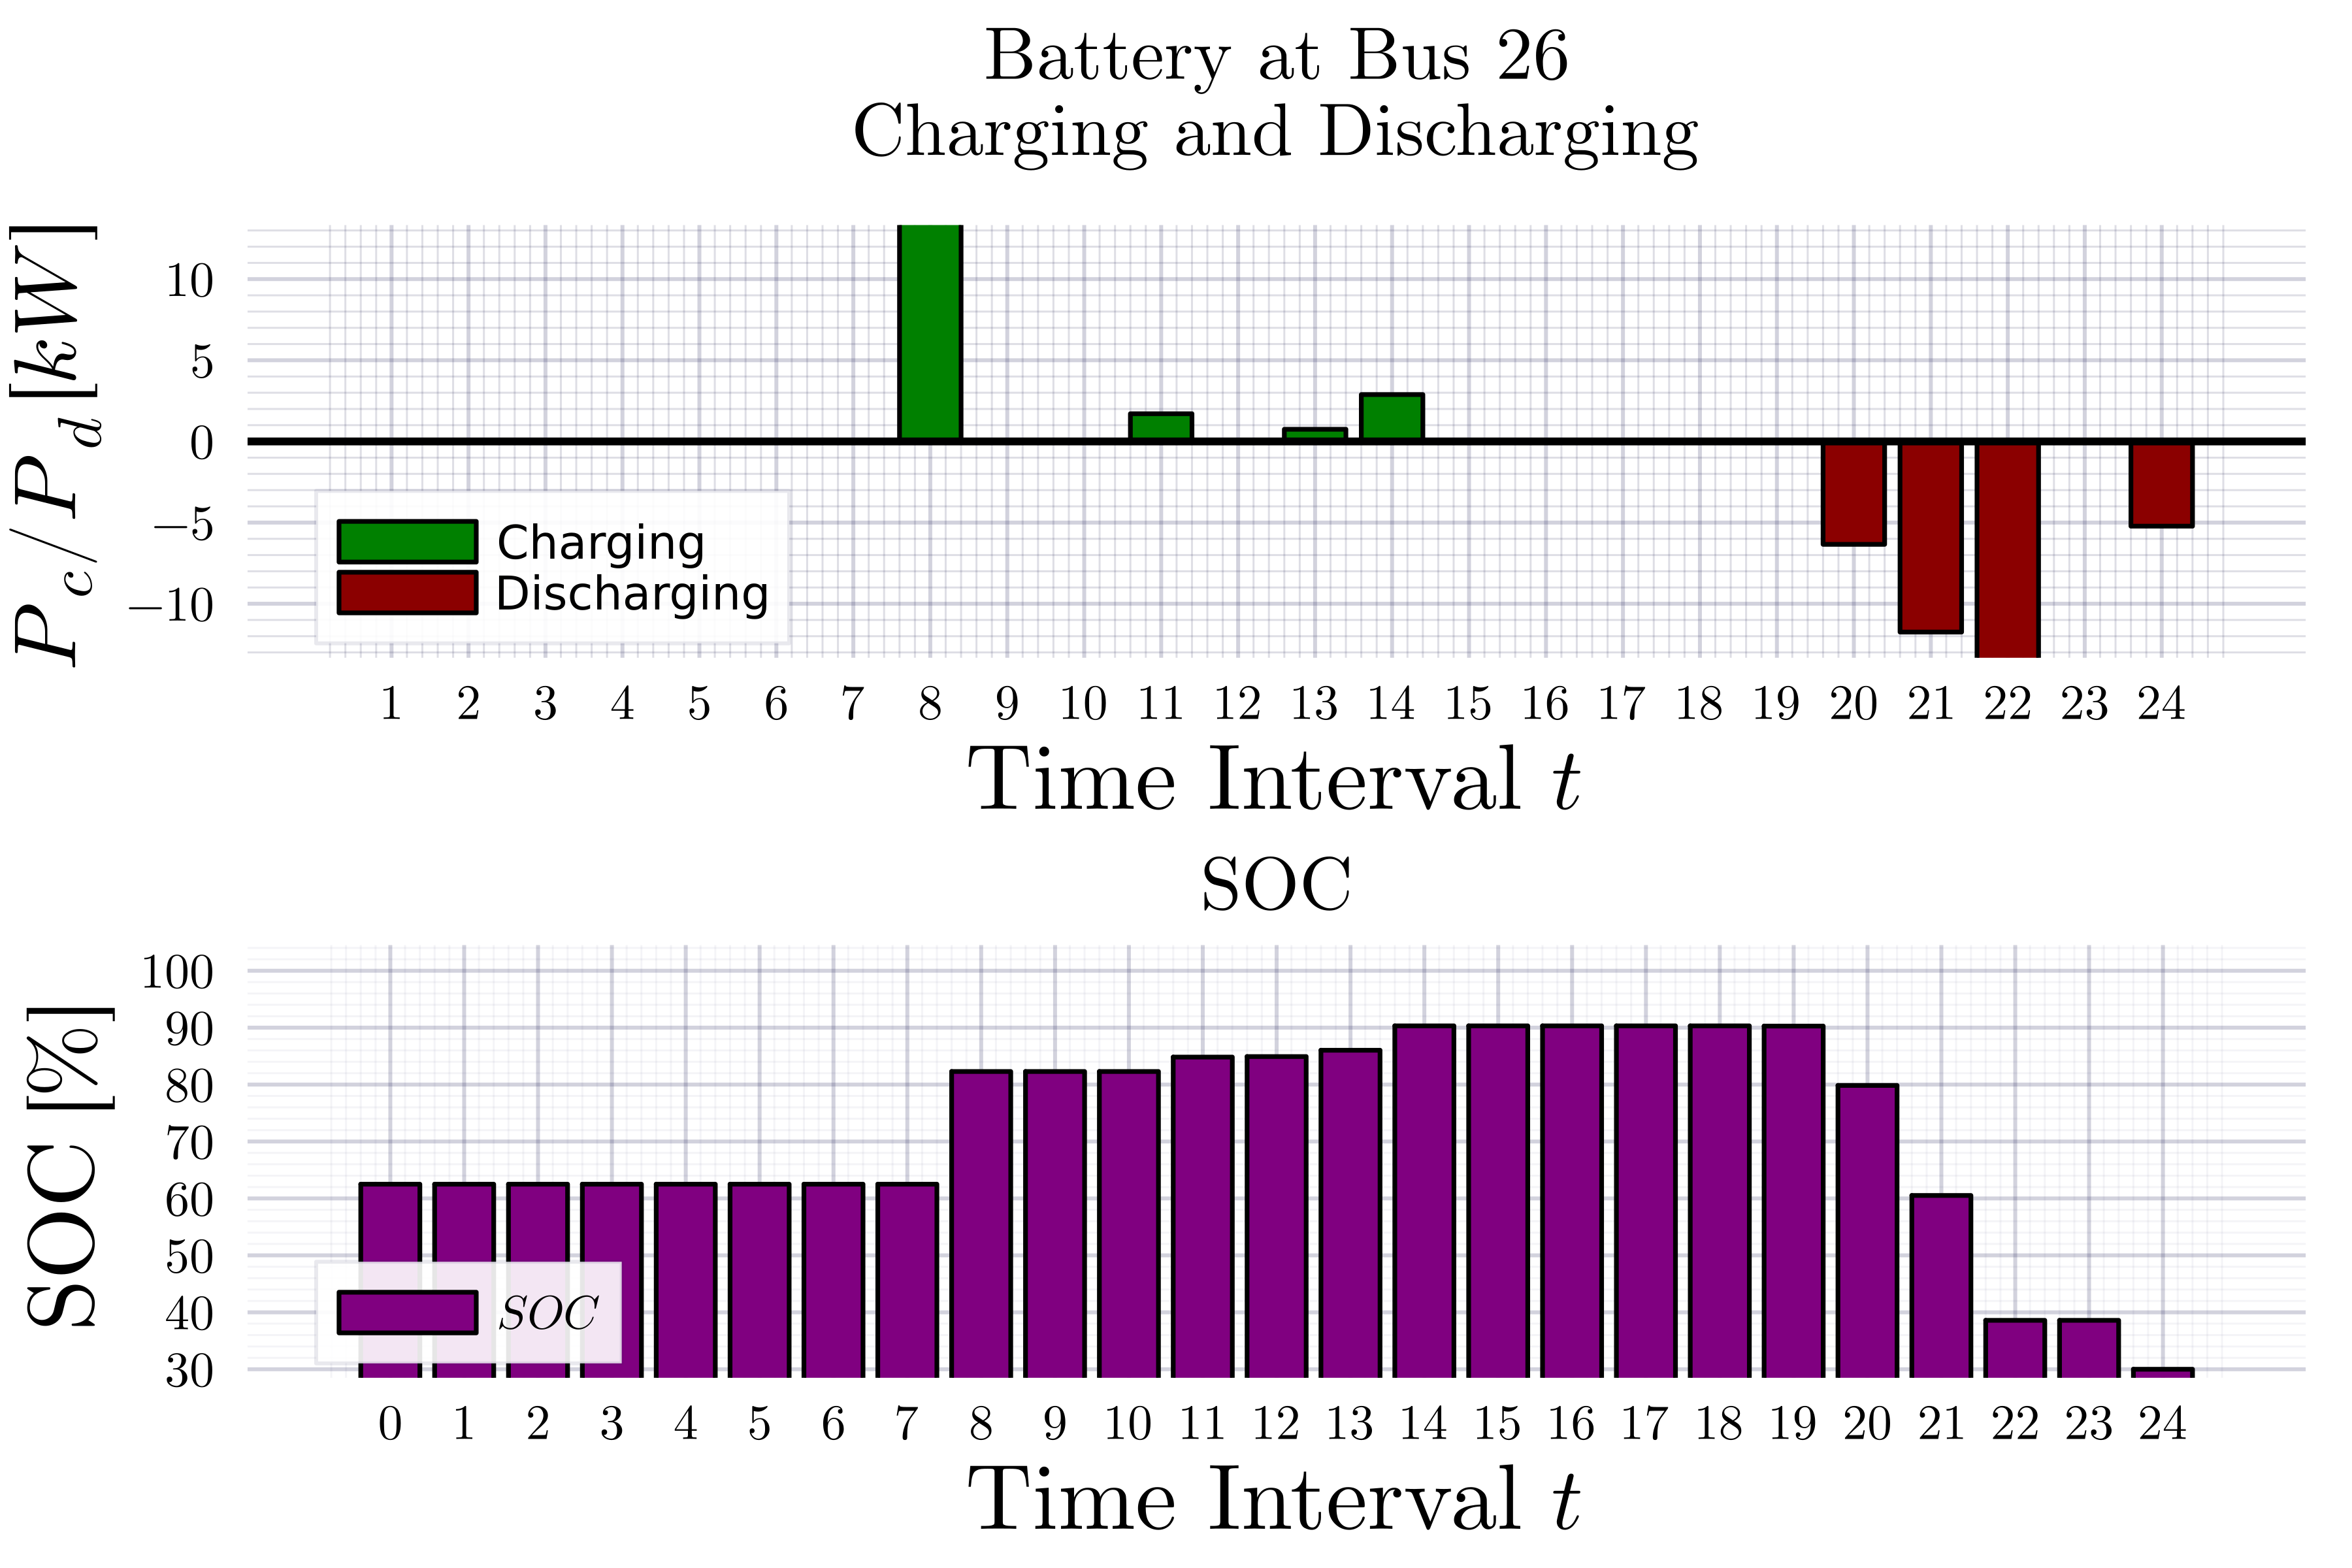 Battery at Bus 26
Charging and Discharging
P_c/P_d [kW]
10
5
0
−5
−10
Charging
Discharging
1 2 3 4 5 6 7 8 9 10 11 12 13 14 15 16 17 18 19 20 21 22 23 24
Time Interval t
SOC
SOC [%]
100
90
80
70
60
50
40
30
SOC
0 1 2 3 4 5 6 7 8 9 10 11 12 13 14 15 16 17 18 19 20 21 22 23 24
Time Interval t